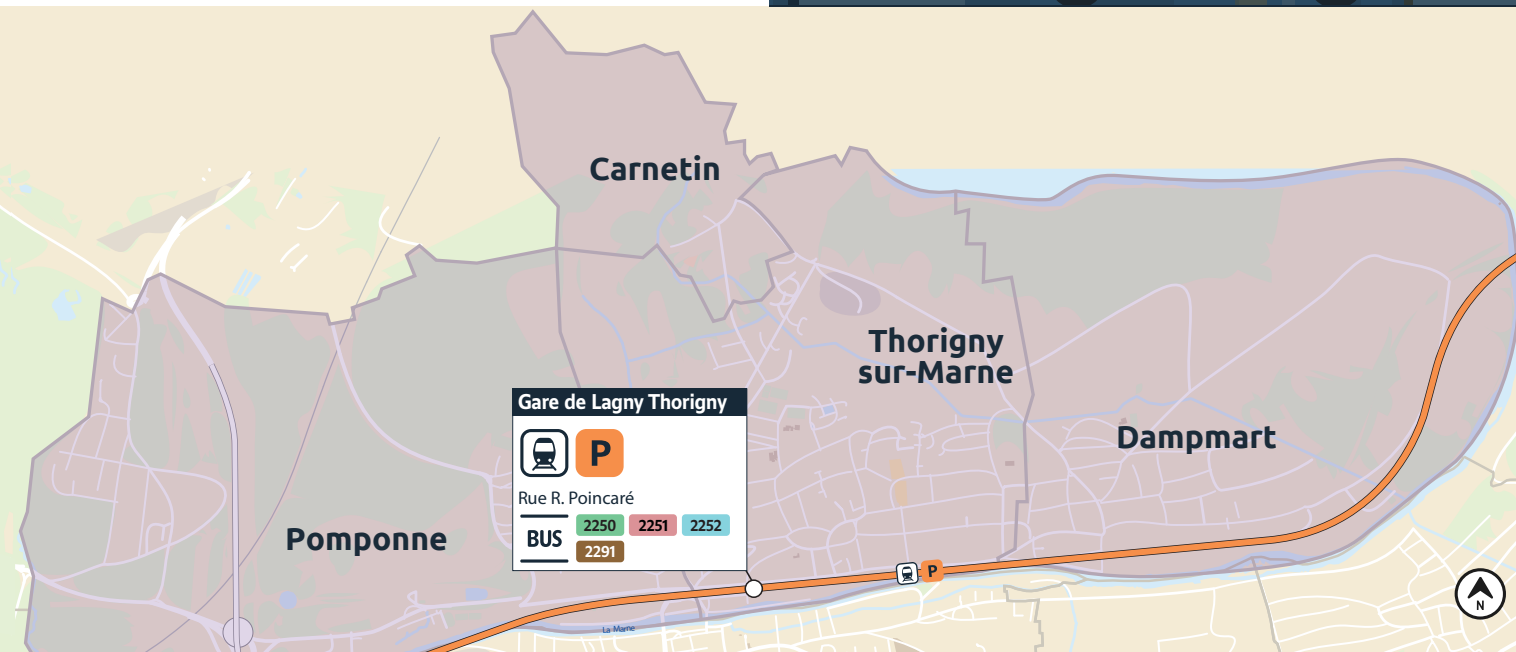 Carnetin
Thorigny
sur-Marne
Gare de Lagny Thorigny
P
Rue R. Poincaré
BUS
2250 2251 2252
2291
Dampmart
Pomponne
P
N
La Marne